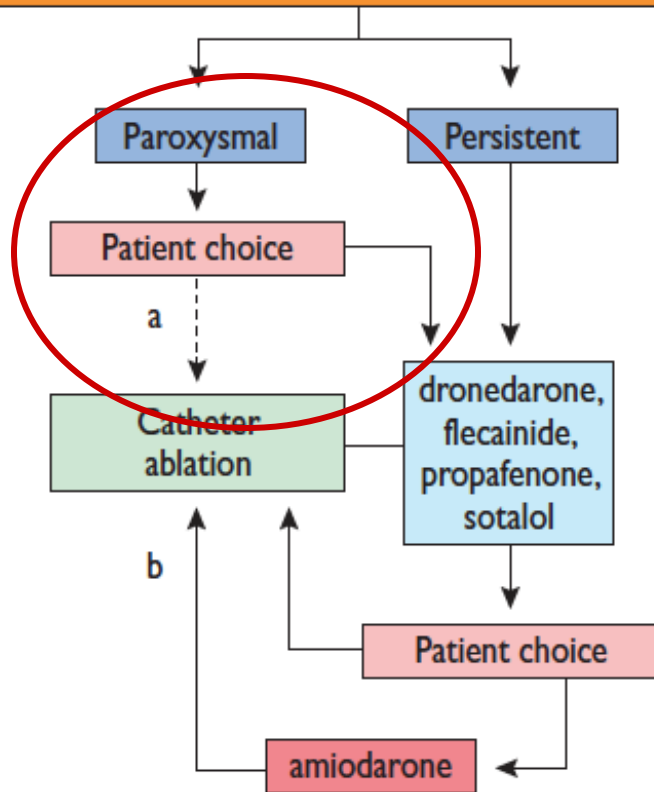 Paroxysmal
Persistent
Patient choice
a
dronedarone,
flecainide,
propafenone,
sotalol
Catheter
ablation
b
Patient choice
amiodarone